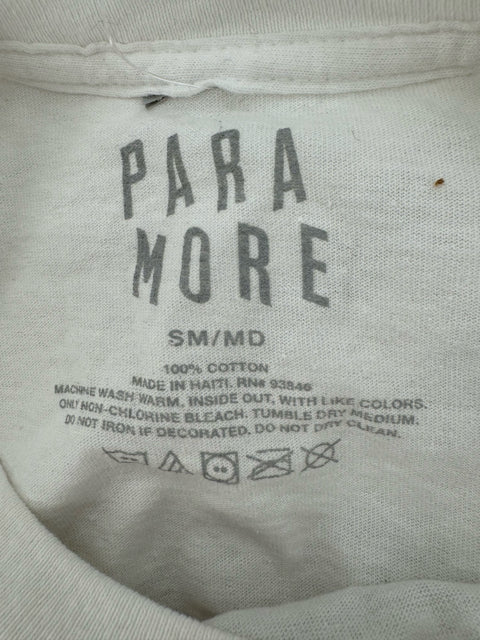 PARA
MORE
SM/MD
100% COTTON
MADE IN HAITI. RN# 93846
MACHINE WASH WARM, INSIDE OUT, WITH LIKE COLORS.
ONLY NON-CHLORINE BLEACH. TUMBLE DRY MEDIUM.
DO NOT IRON IF DECORATED. DO NOT DRY CLEAN.